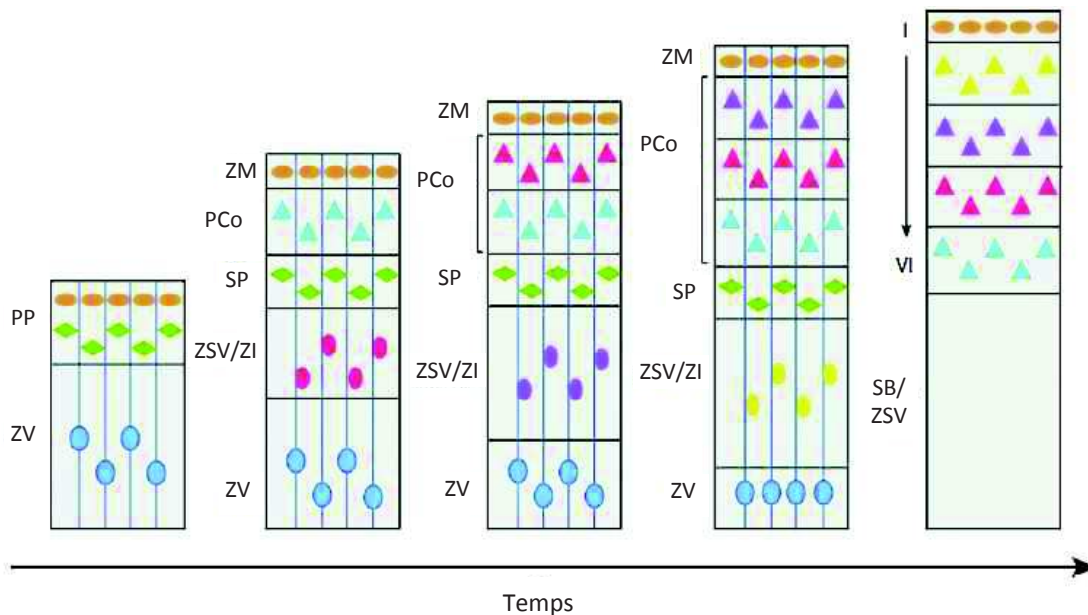 PP
ZV
ZM
PCo
SP
ZSV/ZI
ZV
ZM
PCo
SP
ZSV/ZI
ZV
ZM
PCo
SP
ZSV/ZI
ZV
I
VI
SB/
ZSV
Temps